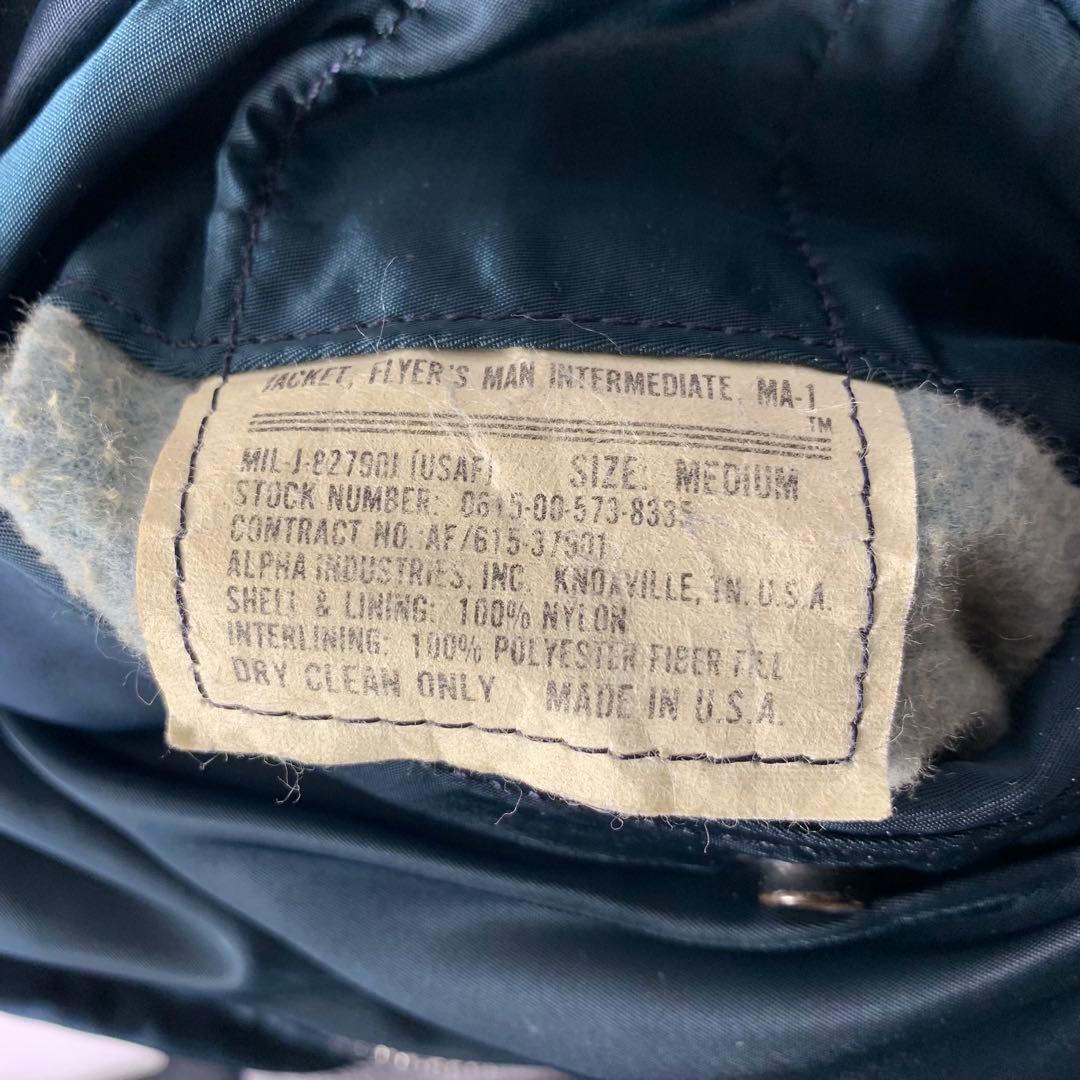 JACKET, FLYER'S MAN INTERMEDIATE. MA-1
TM
MIL-J-82790J (USAF) SIZE: MEDIUM
STOCK NUMBER: 0615-00-573-8335
CONTRACT NO.:AF/615-37901
ALPHA INDUSTRIES, INC. KNOXVILLE, TN. U.S.A.
SHELL & LINING: 100% NYLON
INTERLINING: 100% POLYESTER FIBER FILL
DRY CLEAN ONLY MADE IN U.S.A.